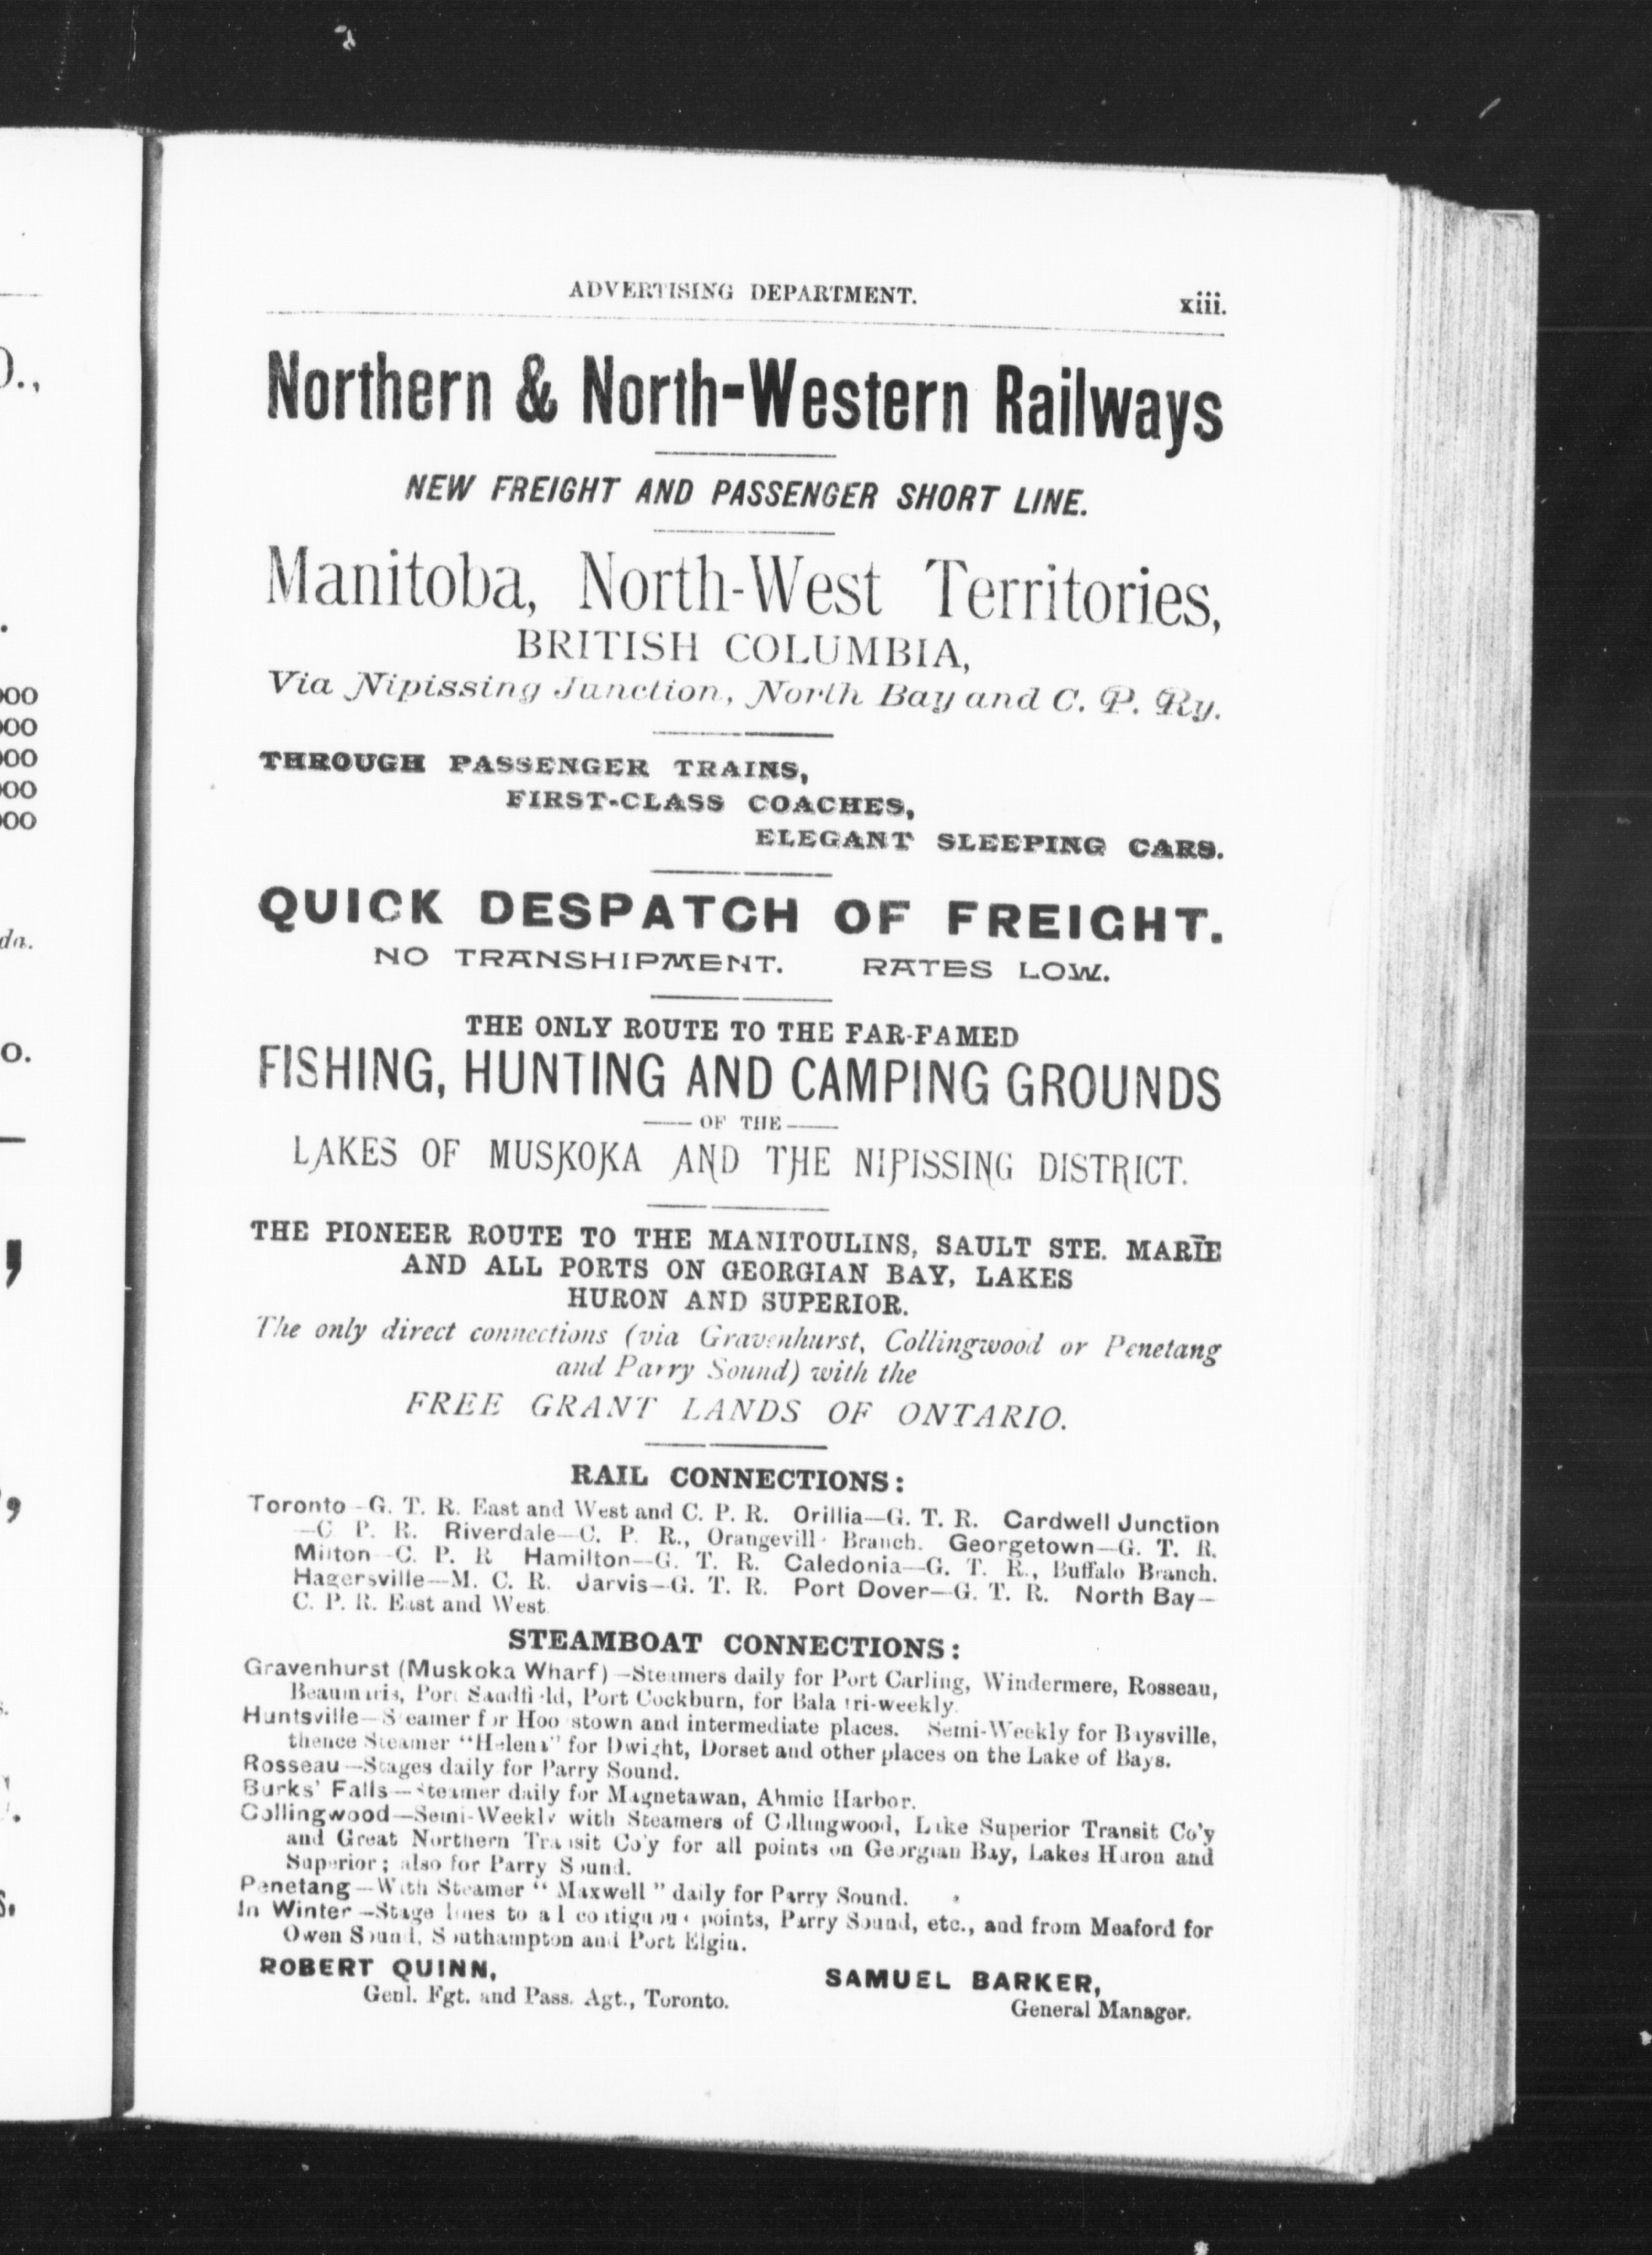 ADVERTISING DEPARTMENT. xiii.
Northern & North-Western Railways
NEW FREIGHT AND PASSENGER SHORT LINE.
Manitoba, North-West Territories,
BRITISH COLUMBIA,
Via Nipissing Junction, North Bay and C. P. Ry.
THROUGH PASSENGER TRAINS,
FIRST-CLASS COACHES,
ELEGANT SLEEPING CARS.
QUICK DESPATCH OF FREIGHT.
NO TRANSHIPMENT. RATES LOW.
THE ONLY ROUTE TO THE FAR-FAMED
FISHING, HUNTING AND CAMPING GROUNDS
OF THE
LAKES OF MUSKOKA AND THE NIPISSING DISTRICT.
THE PIONEER ROUTE TO THE MANITOULINS, SAULT STE. MARIE
AND ALL PORTS ON GEORGIAN BAY, LAKES
HURON AND SUPERIOR.
The only direct connections (via Gravenhurst, Collingwood or Penetang
and Parry Sound) with the
FREE GRANT LANDS OF ONTARIO.
RAIL CONNECTIONS:
Toronto—G. T. R. East and West and C. P. R. Orillia—G. T. R. Cardwell Junction
—C. P. R. Riverdale—C. P. R., Orangeville Branch. Georgetown—G. T. R.
Milton—C. P. R. Hamilton—G. T. R. Caledonia—G. T. R., Buffalo Branch.
Hagersville—M. C. R. Jarvis—G. T. R. Port Dover—G. T. R. North Bay—
C. P. R. East and West.
STEAMBOAT CONNECTIONS:
Gravenhurst (Muskoka Wharf)—Steamers daily for Port Carling, Windermere, Rosseau,
Beaumaris, Port Sandfield, Port Cockburn, for Bala tri-weekly.
Huntsville—Steamer for Hoodstown and intermediate places. Semi-Weekly for Baysville,
thence Steamer "Helena" for Dwight, Dorset and other places on the Lake of Bays.
Rosseau—Stages daily for Parry Sound.
Burks' Falls—Steamer daily for Magnetawan, Ahmic Harbor.
Collingwood—Semi-Weekly with Steamers of Collingwood, Lake Superior Transit Co'y
and Great Northern Transit Co'y for all points on Georgian Bay, Lakes Huron and
Superior; also for Parry Sound.
Penetang—With Steamer "Maxwell" daily for Parry Sound.
In Winter—Stage lines to all contiguous points, Parry Sound, etc., and from Meaford for
Owen Sound, Southampton and Port Elgin.
ROBERT QUINN, SAMUEL BARKER,
Genl. Fgt. and Pass. Agt., Toronto. General Manager.